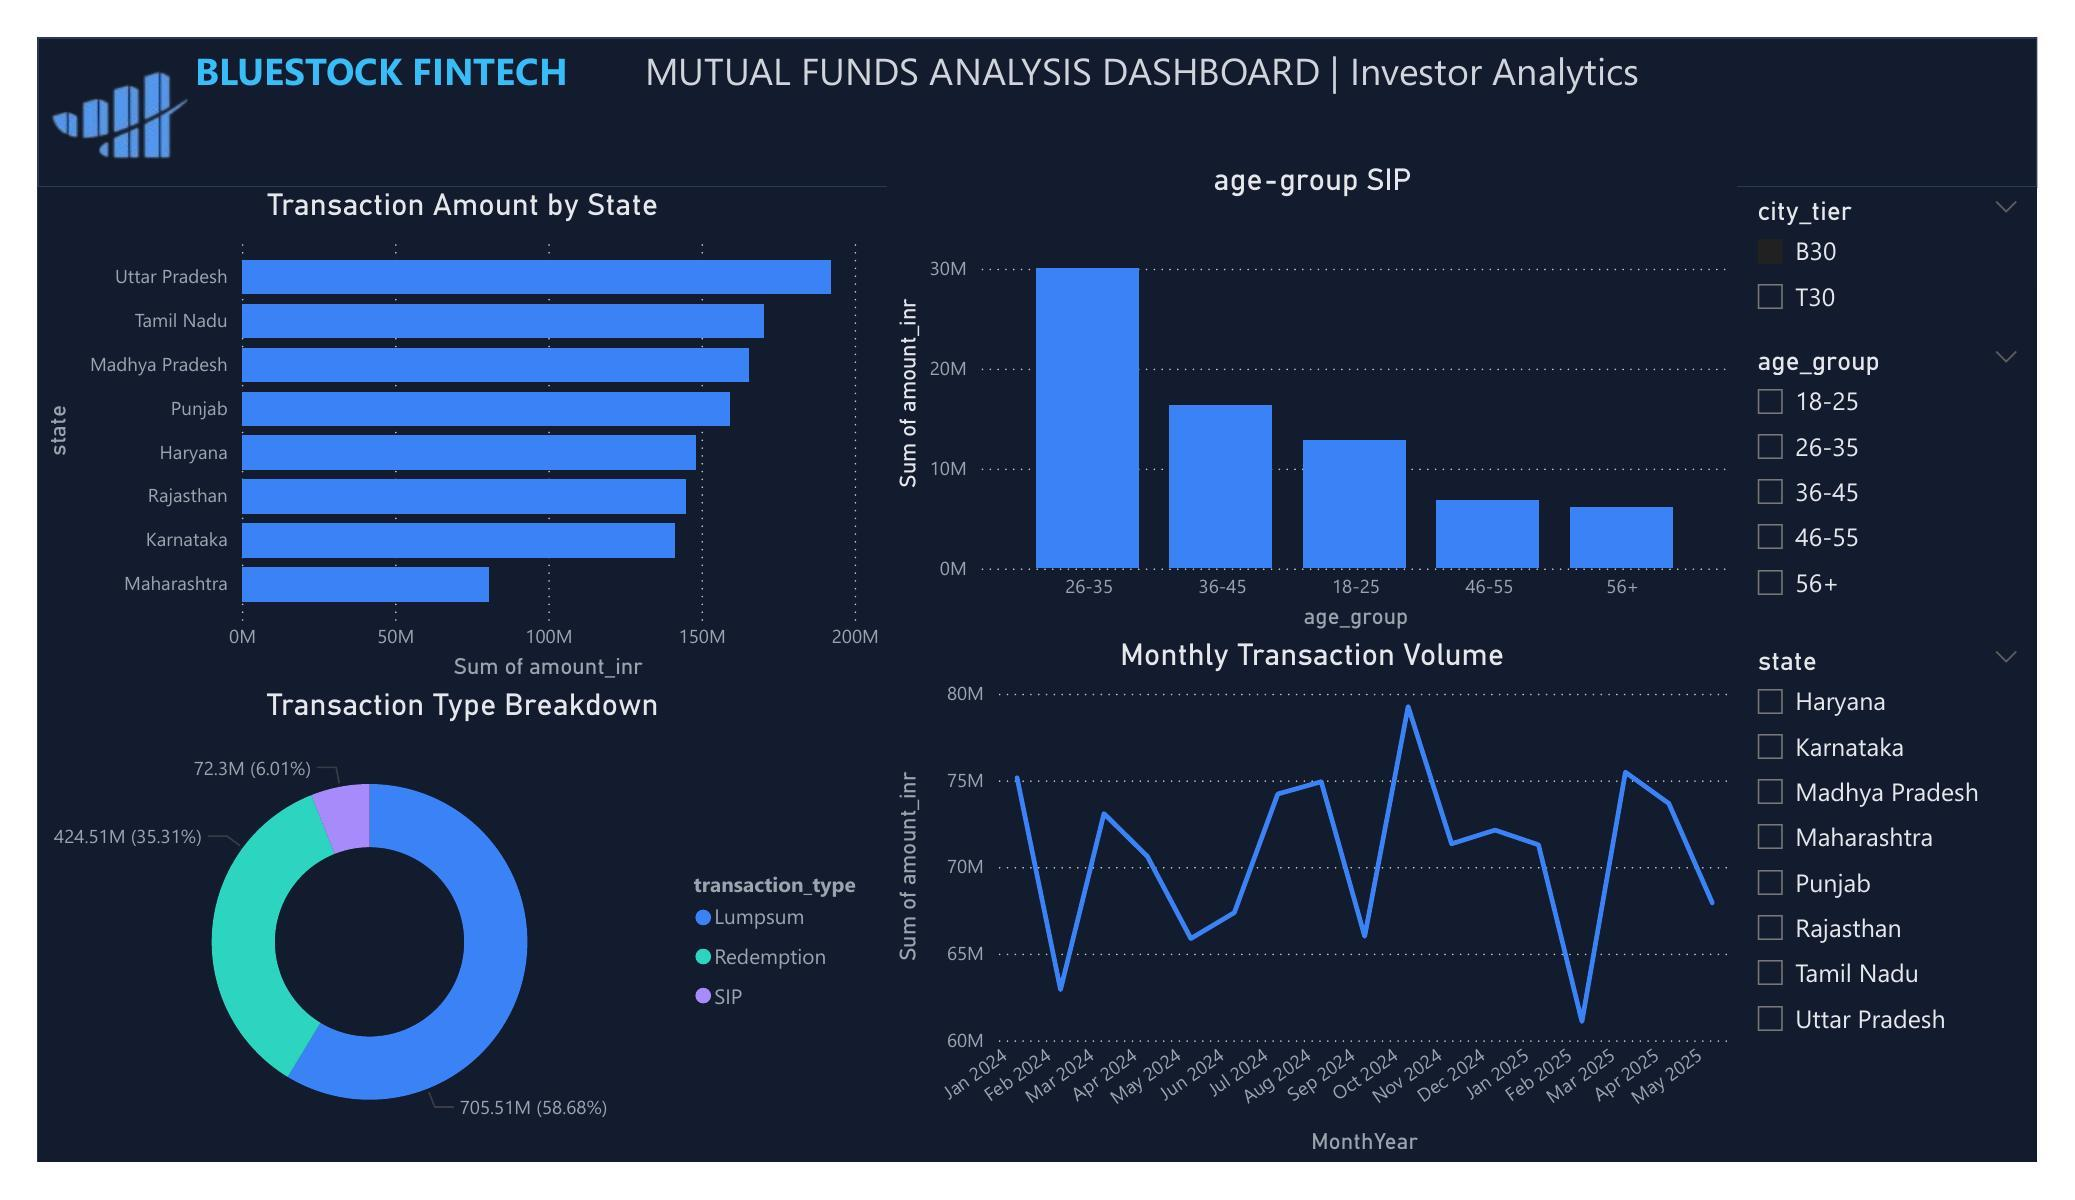 BLUESTOCK FINTECH
MUTUAL FUNDS ANALYSIS DASHBOARD | Investor Analytics
Transaction Amount by State
state
Uttar Pradesh
Tamil Nadu
Madhya Pradesh
Punjab
Haryana
Rajasthan
Karnataka
Maharashtra
0M 50M 100M 150M 200M
Sum of amount_inr
age-group SIP
Sum of amount_inr
30M
20M
10M
0M
26-35 36-45 18-25 46-55 56+
age_group
city_tier
B30
T30
age_group
18-25
26-35
36-45
46-55
56+
state
Haryana
Karnataka
Madhya Pradesh
Maharashtra
Punjab
Rajasthan
Tamil Nadu
Uttar Pradesh
Transaction Type Breakdown
72.3M (6.01%)
424.51M (35.31%)
705.51M (58.68%)
transaction_type
Lumpsum
Redemption
SIP
Monthly Transaction Volume
Sum of amount_inr
80M
75M
70M
65M
60M
Jan 2024 Feb 2024 Mar 2024 Apr 2024 May 2024 Jun 2024 Jul 2024 Aug 2024 Sep 2024 Oct 2024 Nov 2024 Dec 2024 Jan 2025 Feb 2025 Mar 2025 Apr 2025 May 2025
MonthYear